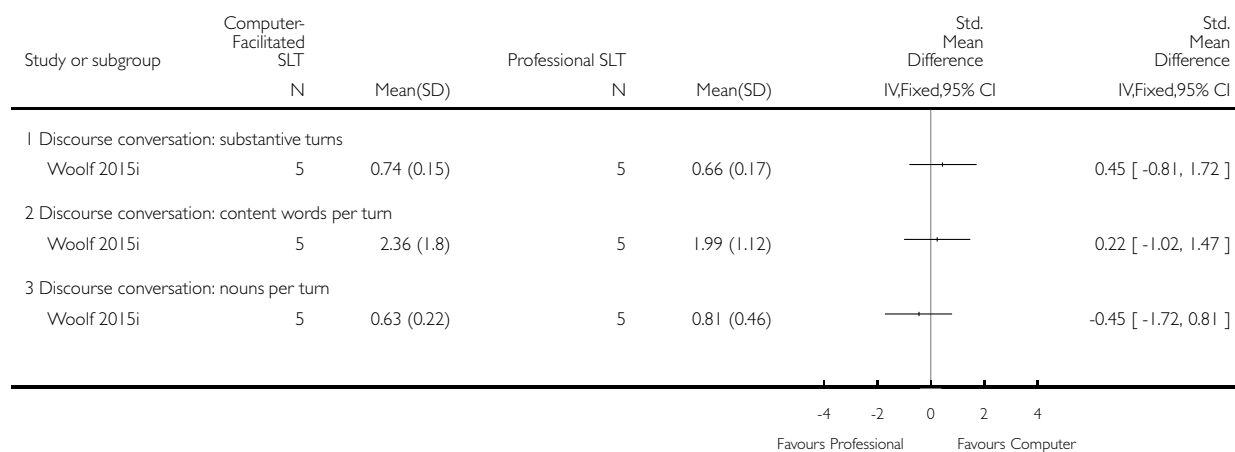 Study or subgroup Computer-Facilitated SLT Professional SLT Std. Mean Difference Std. Mean Difference
N Mean(SD) N Mean(SD) IV,Fixed,95% CI IV,Fixed,95% CI
1 Discourse conversation: substantive turns
Woolf 2015i 5 0.74 (0.15) 5 0.66 (0.17) 0.45 [ -0.81, 1.72 ]
2 Discourse conversation: content words per turn
Woolf 2015i 5 2.36 (1.8) 5 1.99 (1.12) 0.22 [ -1.02, 1.47 ]
3 Discourse conversation: nouns per turn
Woolf 2015i 5 0.63 (0.22) 5 0.81 (0.46) -0.45 [ -1.72, 0.81 ]
-4 -2 0 2 4
Favours Professional Favours Computer